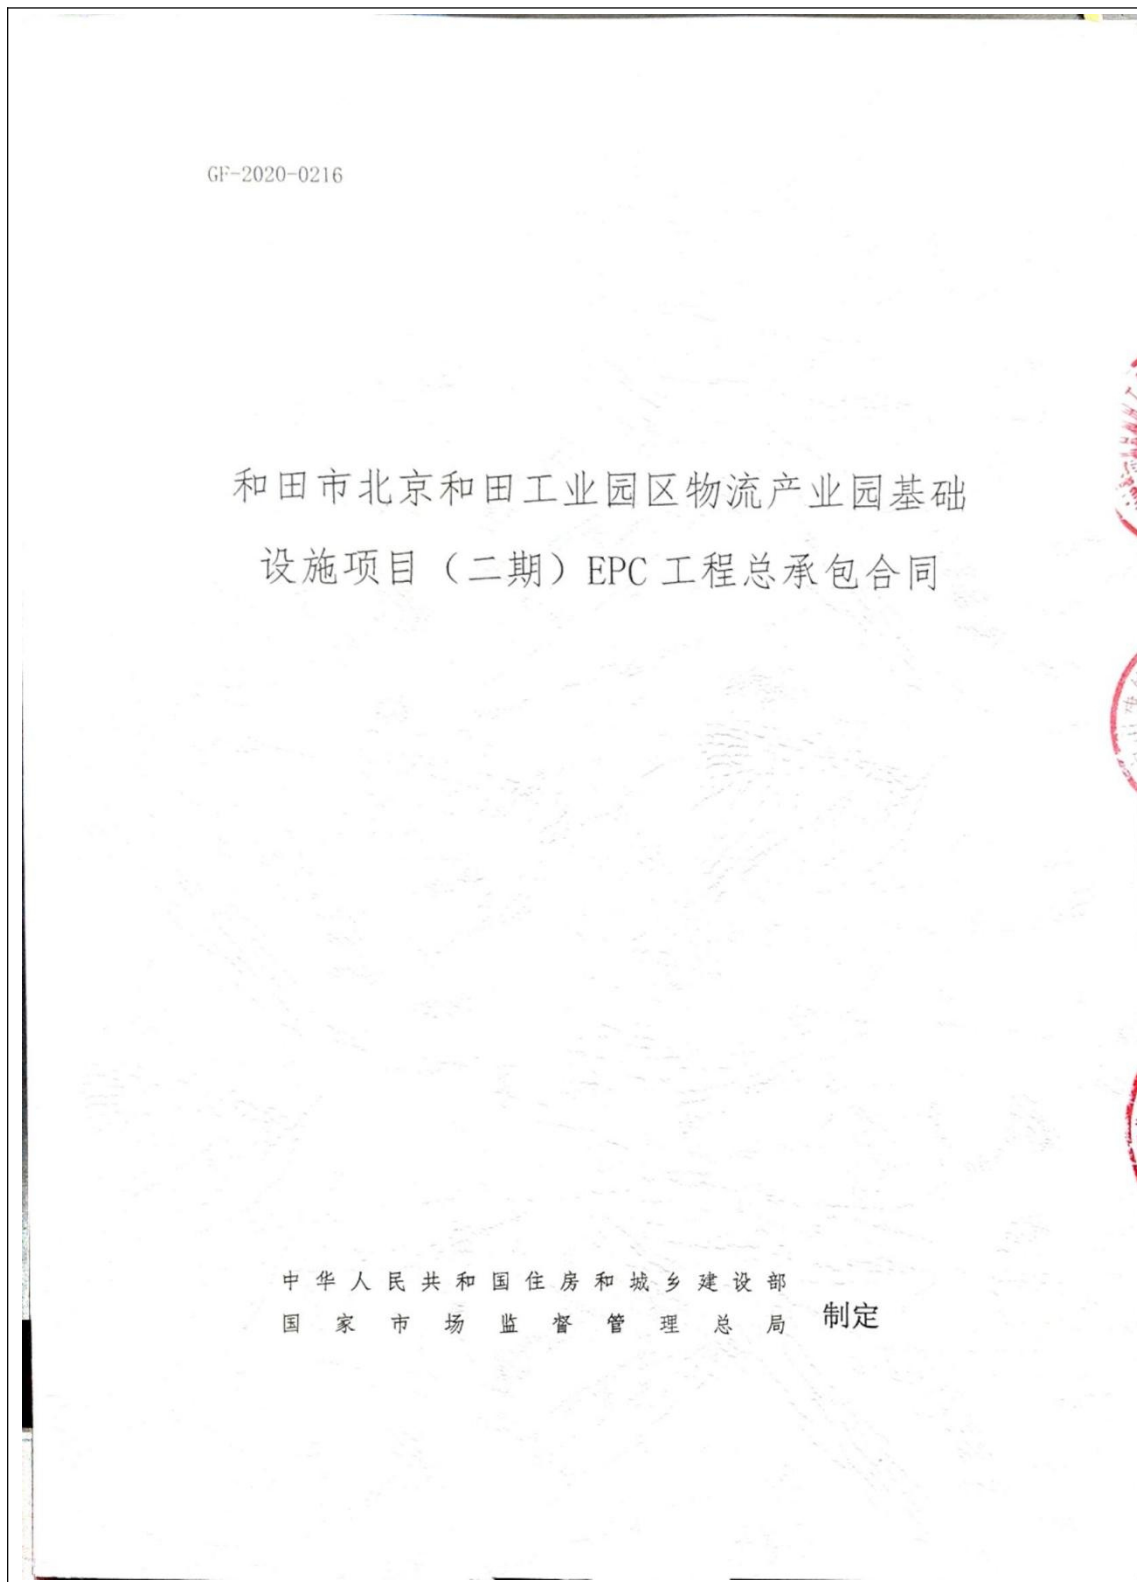 GF-2020-0216
和田市北京和田工业园区物流产业园基础
设施项目（二期）EPC 工程总承包合同
中华人民共和国住房和城乡建设部
国家市场监督管理总局 制定